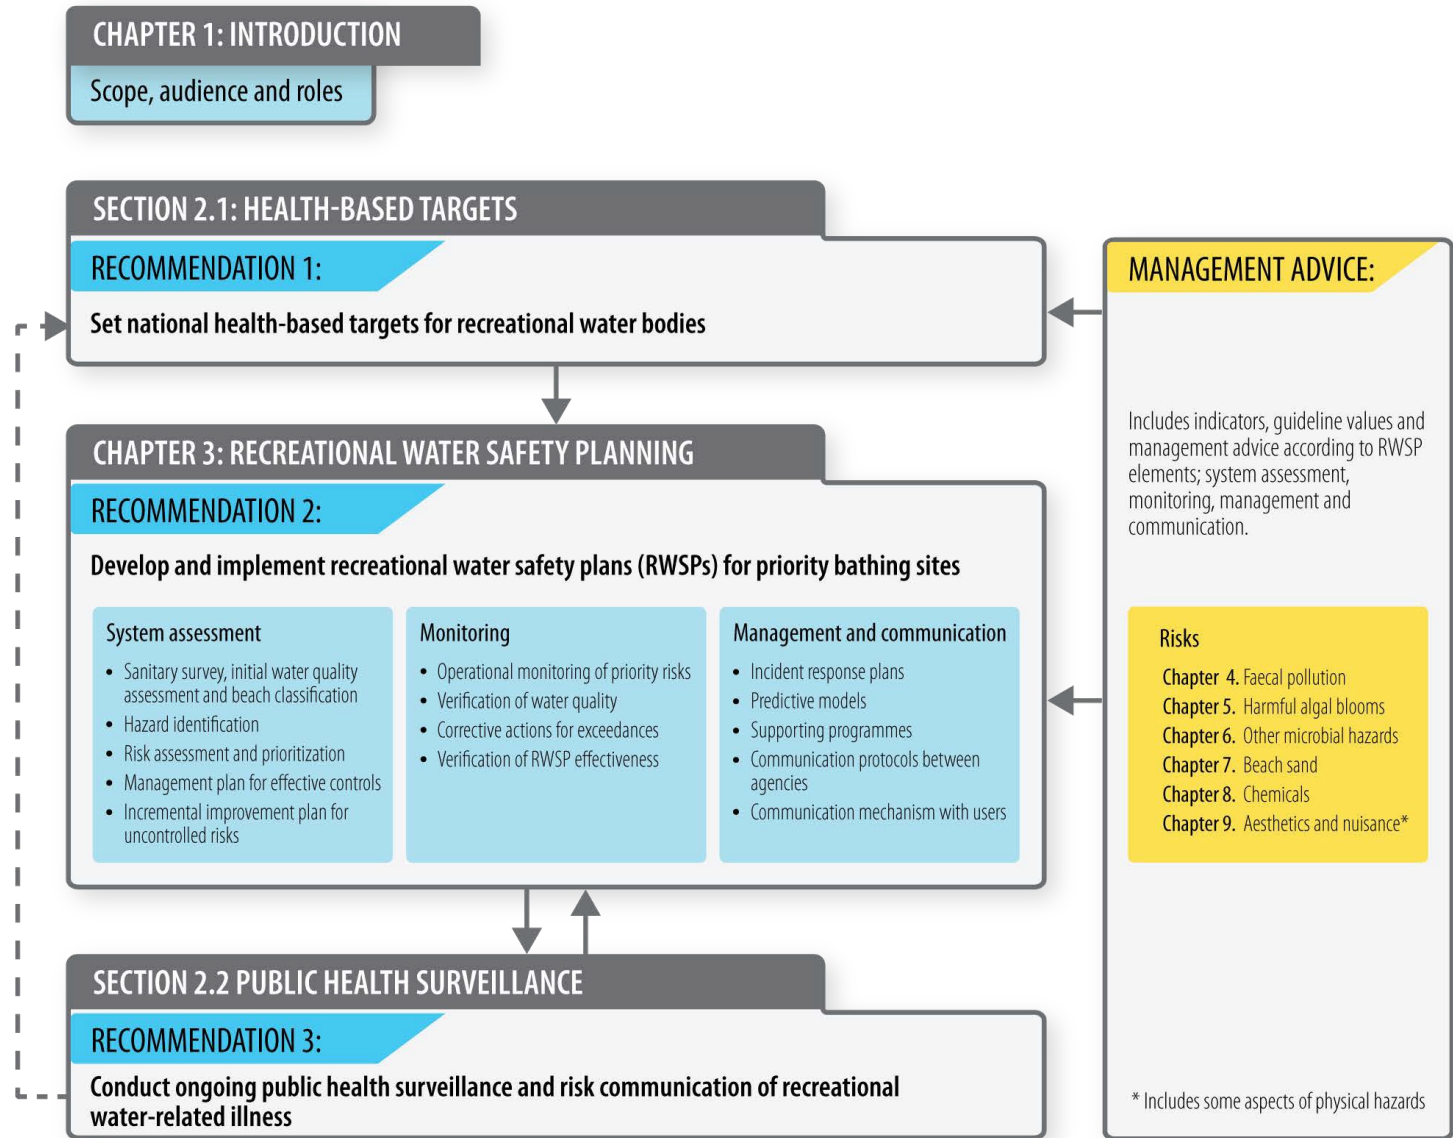 CHAPTER 1: INTRODUCTION
Scope, audience and roles
SECTION 2.1: HEALTH-BASED TARGETS
RECOMMENDATION 1:
Set national health-based targets for recreational water bodies
CHAPTER 3: RECREATIONAL WATER SAFETY PLANNING
RECOMMENDATION 2:
Develop and implement recreational water safety plans (RWSPs) for priority bathing sites
System assessment
• Sanitary survey, initial water quality
assessment and beach classification
• Hazard identification
• Risk assessment and prioritization
• Management plan for effective controls
• Incremental improvement plan for
uncontrolled risks
Monitoring
• Operational monitoring of priority risks
• Verification of water quality
• Corrective actions for exceedances
• Verification of RWSP effectiveness
Management and communication
• Incident response plans
• Predictive models
• Supporting programmes
• Communication protocols between
agencies
• Communication mechanism with users
SECTION 2.2 PUBLIC HEALTH SURVEILLANCE
RECOMMENDATION 3:
Conduct ongoing public health surveillance and risk communication of recreational
water-related illness
MANAGEMENT ADVICE:
Includes indicators, guideline values and
management advice according to RWSP
elements; system assessment,
monitoring, management and
communication.
Risks
Chapter 4. Faecal pollution
Chapter 5. Harmful algal blooms
Chapter 6. Other microbial hazards
Chapter 7. Beach sand
Chapter 8. Chemicals
Chapter 9. Aesthetics and nuisance*
* Includes some aspects of physical hazards